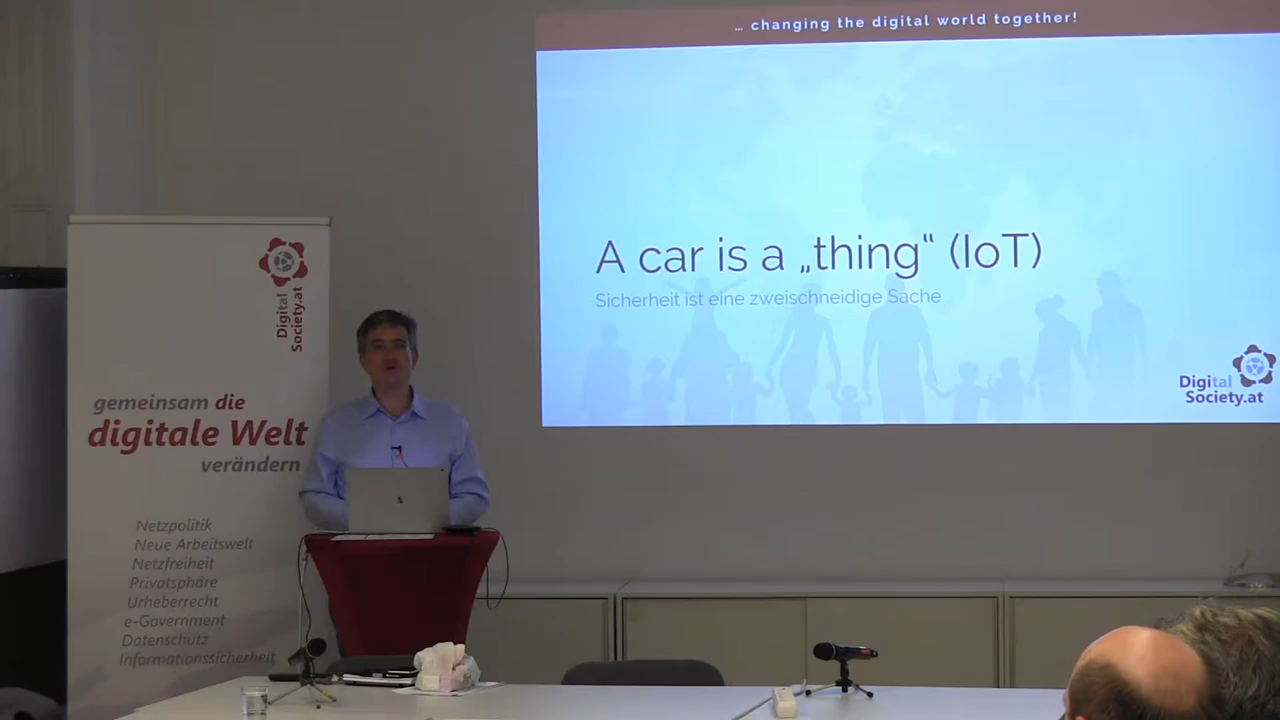 … changing the digital world together!
A car is a „thing“ (IoT)
Sicherheit ist eine zweischneidige Sache
Digital
Society.at
Digital
Society.at
gemeinsam die
digitale Welt
verändern
Netzpolitik
Neue Arbeitswelt
Netzfreiheit
Privatsphäre
Urheberrecht
e-Government
Datenschutz
Informationssicherheit